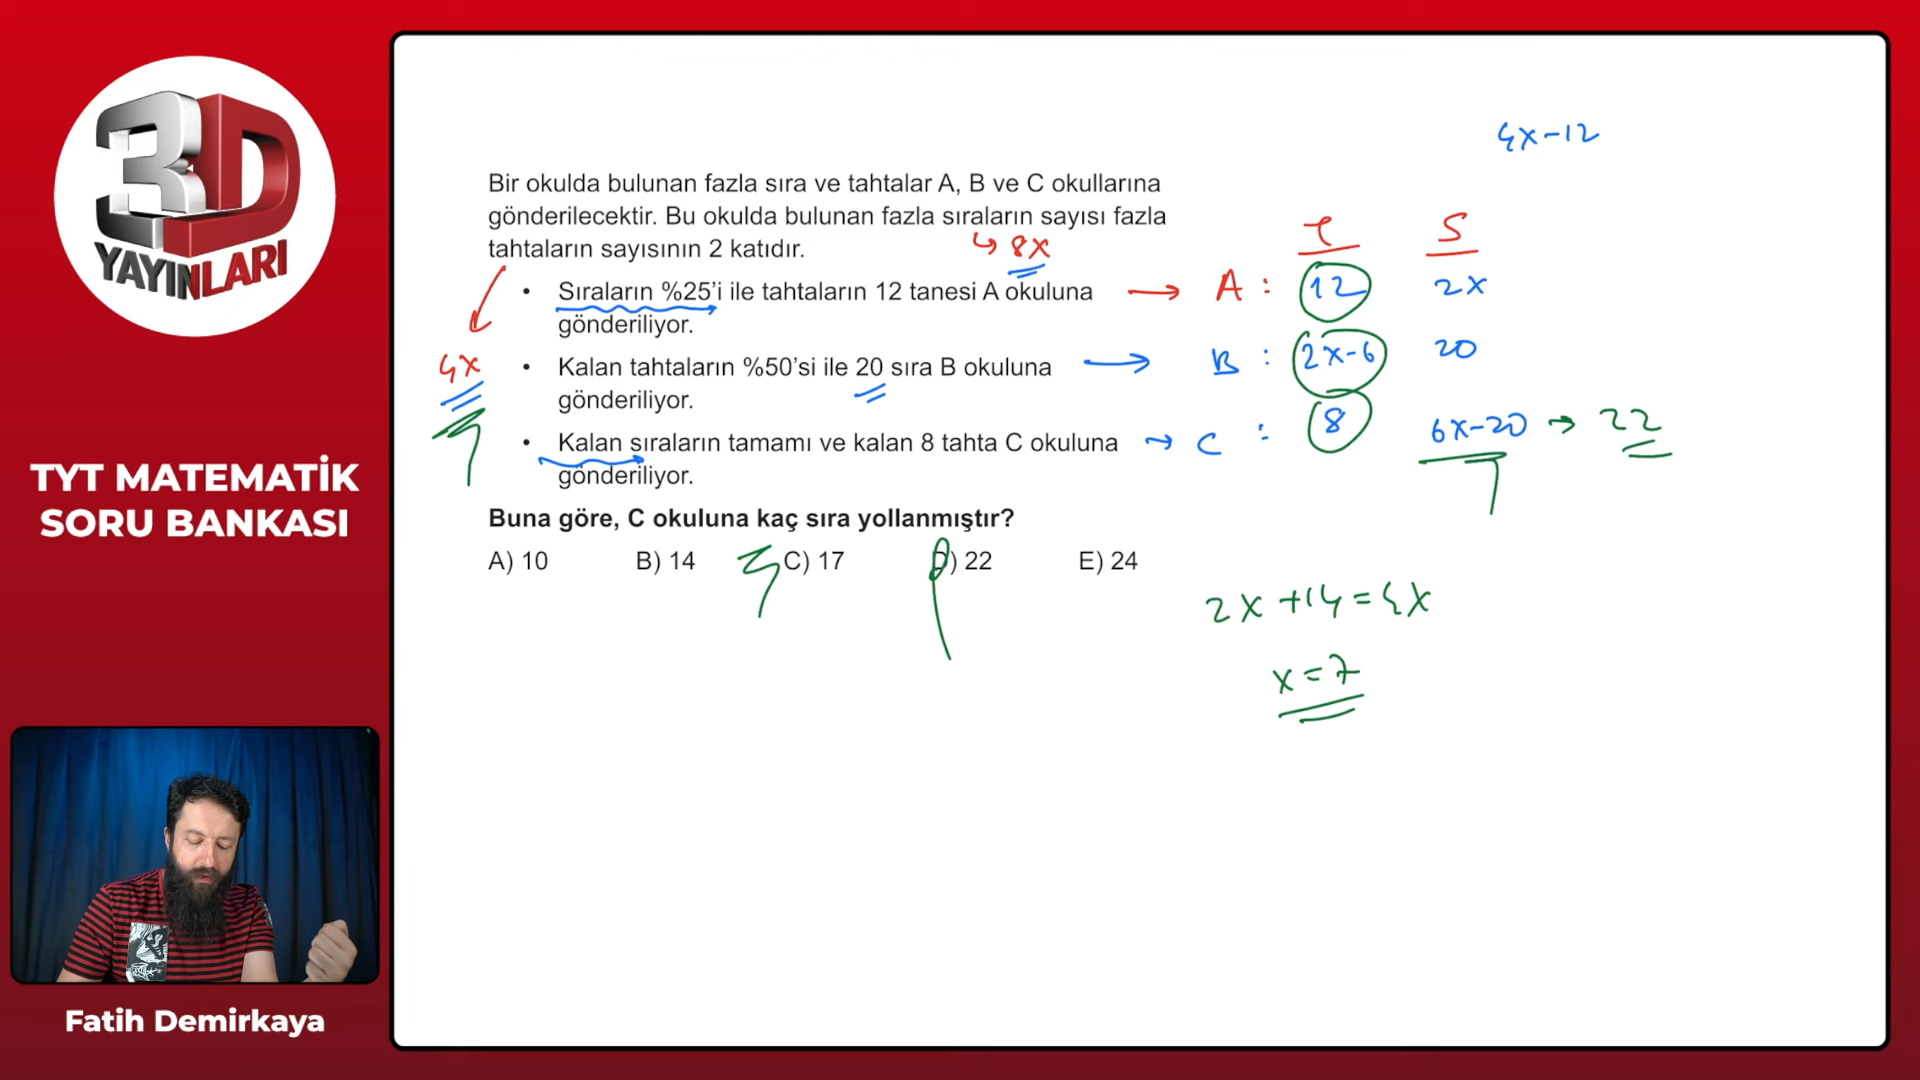 3D
YAYINLARI
TYT MATEMATİK
SORU BANKASI
Fatih Demirkaya
4x-12
Bir okulda bulunan fazla sıra ve tahtalar A, B ve C okullarına
gönderilecektir. Bu okulda bulunan fazla sıraların sayısı fazla
tahtaların sayısının 2 katıdır.
8x
4x
• Sıraların %25'i ile tahtaların 12 tanesi A okuluna
gönderiliyor.
• Kalan tahtaların %50'si ile 20 sıra B okuluna
gönderiliyor.
• Kalan sıraların tamamı ve kalan 8 tahta C okuluna
gönderiliyor.
Buna göre, C okuluna kaç sıra yollanmıştır?
A) 10 B) 14 C) 17 D) 22 E) 24
T S
→ A : 12 2x
→ B : 2x-6 20
→ C : 8 6x-20 → 22
7
7
2x+14=4x
x=7